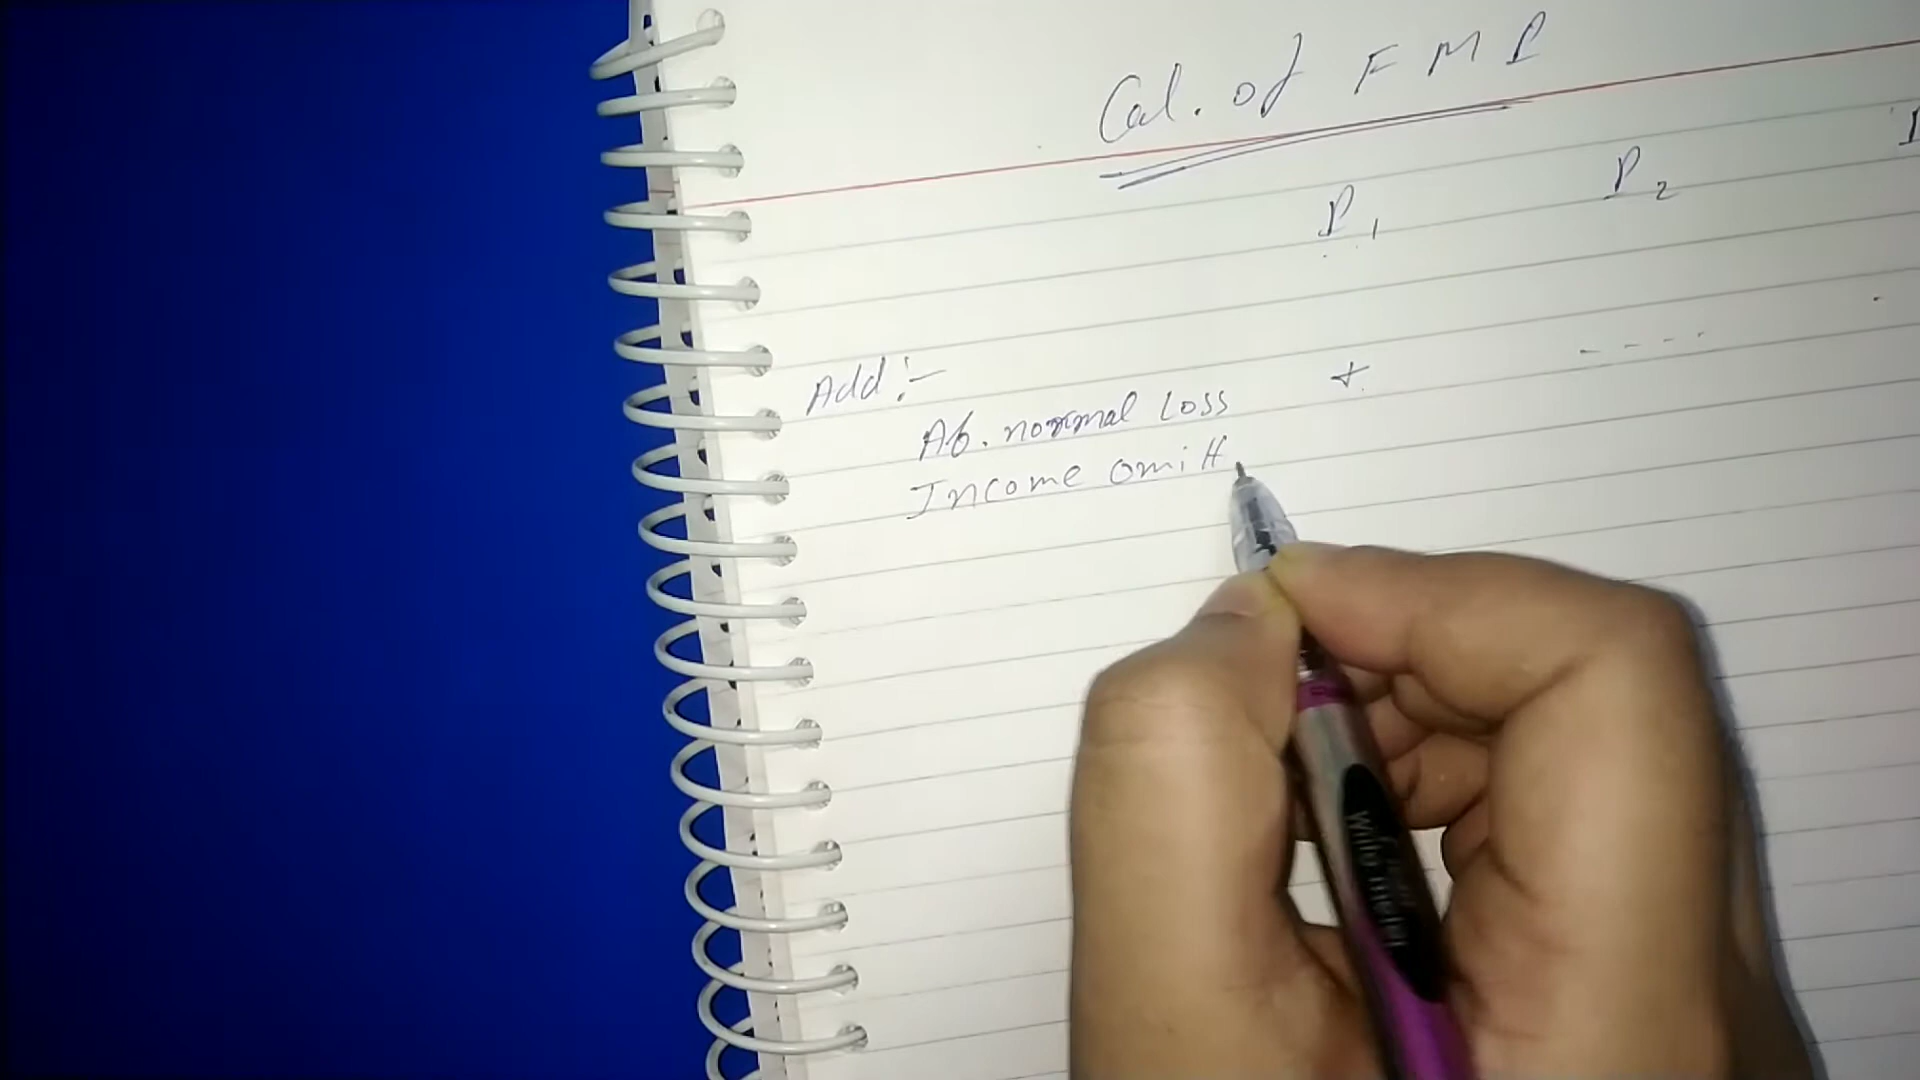 Cal. of FMP
P1 P2
Add:-
Ab. normal Loss +
Income omitt